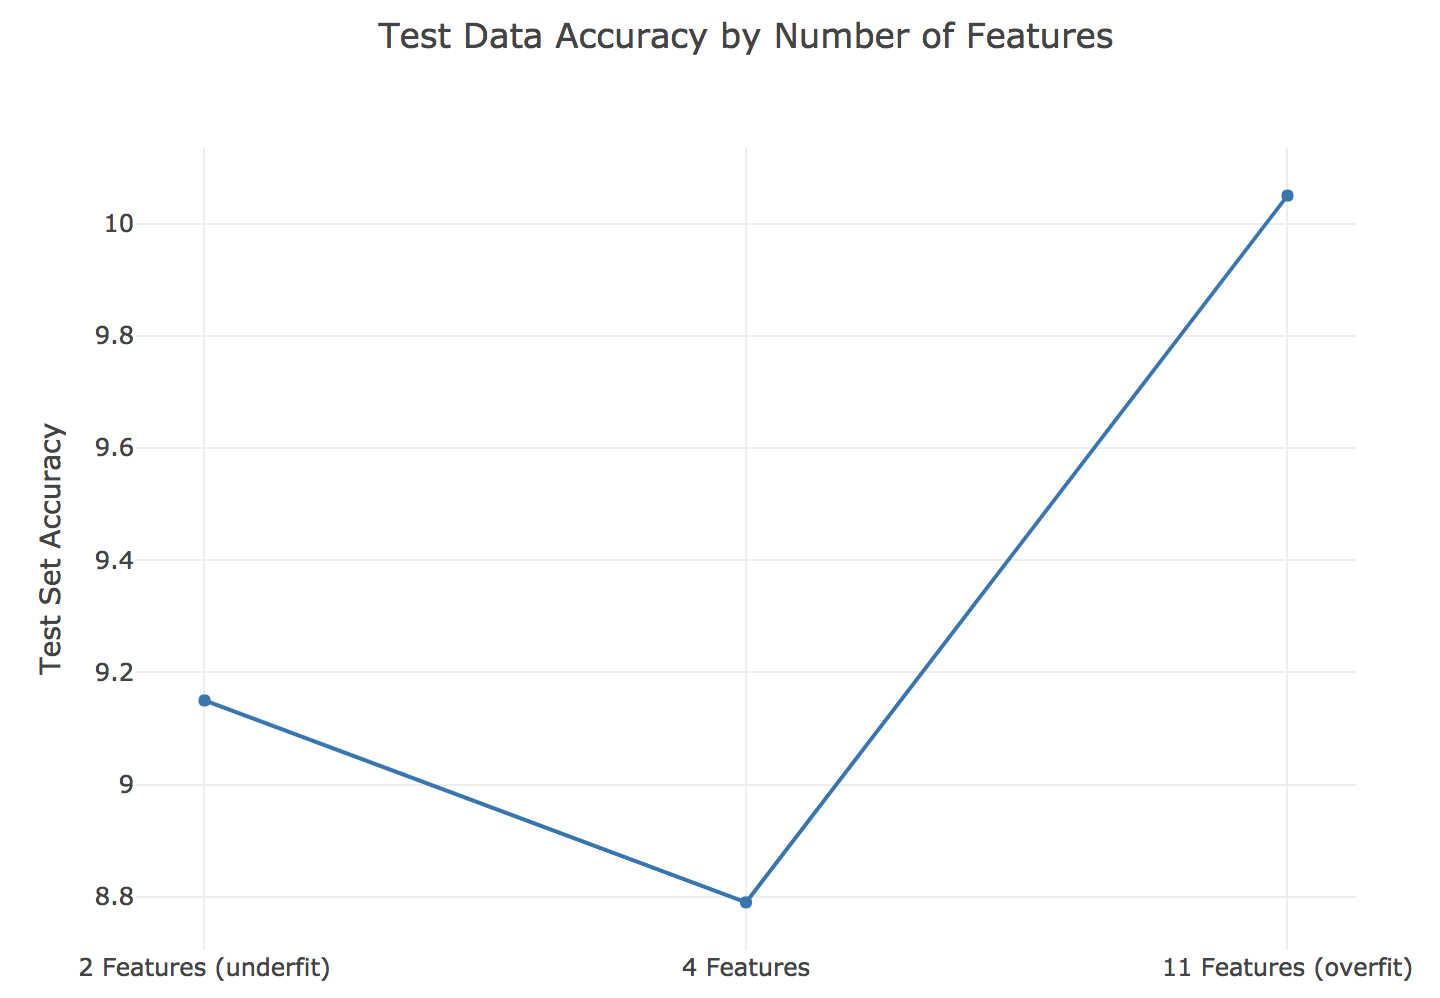 Test Data Accuracy by Number of Features
Test Set Accuracy
10
9.8
9.6
9.4
9.2
9
8.8
2 Features (underfit)
4 Features
11 Features (overfit)